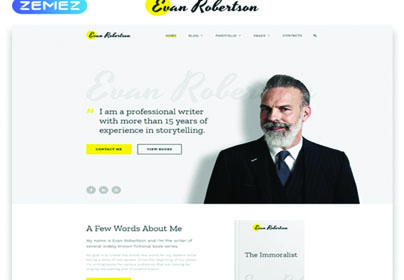 ZEMEZ
Evan Robertson
Evan Robertson
HOME BLOG PORTFOLIO PAGES CONTACTS
Evan Robertson
I am a professional writer
with more than 15 years of
experience in storytelling.
CONTACT ME VIEW BOOKS
A Few Words About Me
My name is Evan Robertson and I'm the writer
of several widely known fictional book series.
Evan Robertson
The Immoralist